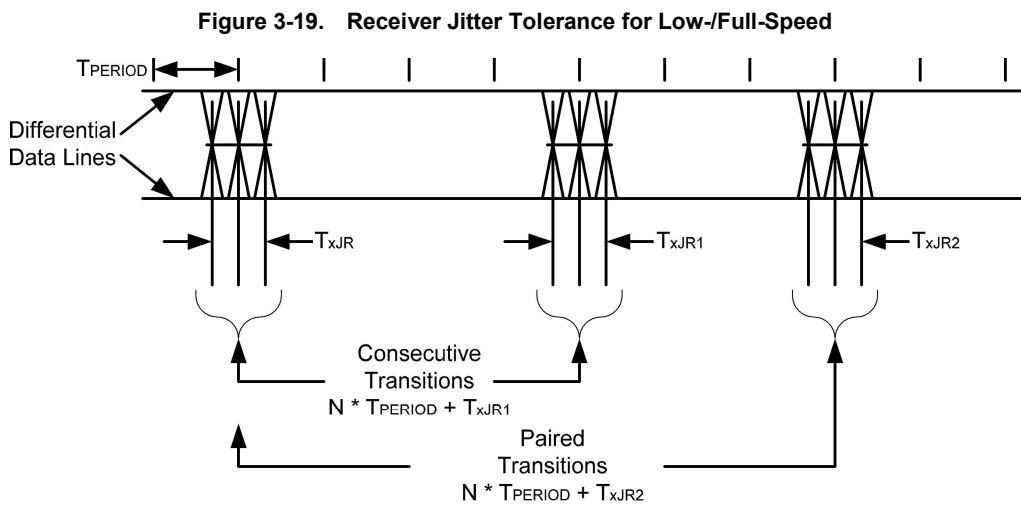 Figure 3-19. Receiver Jitter Tolerance for Low-/Full-Speed
TPERIOD
Differential
Data Lines
TxJR
TxJR1
TxJR2
Consecutive
Transitions
N * TPERIOD + TxJR1
Paired
Transitions
N * TPERIOD + TxJR2